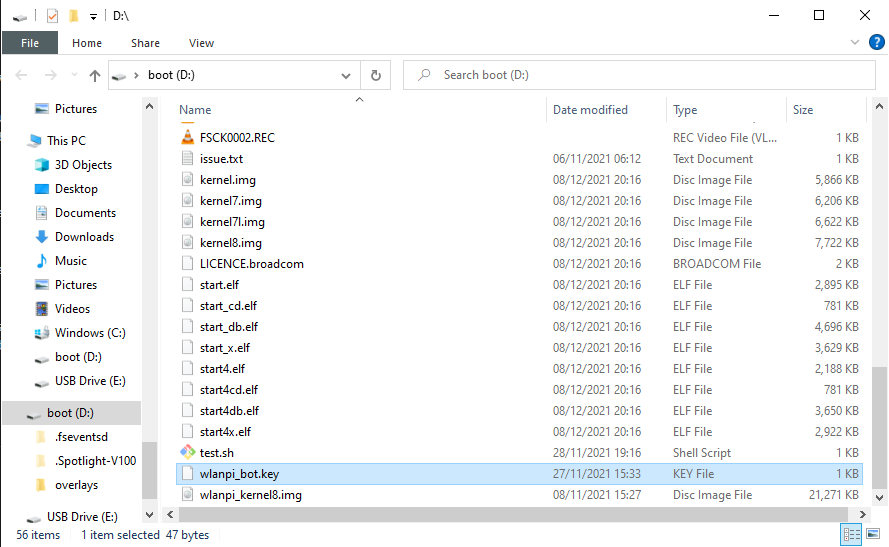 D:\
File Home Share View
boot (D:)
Search boot (D:)
Pictures
This PC
3D Objects
Desktop
Documents
Downloads
Music
Pictures
Videos
Windows (C:)
boot (D:)
USB Drive (E:)
boot (D:)
.fseventsd
.Spotlight-V100
overlays
USB Drive (E:)
Name Date modified Type Size
FSCK0002.REC REC Video File (VL... 1 KB
issue.txt 06/11/2021 06:12 Text Document 1 KB
kernel.img 08/12/2021 20:16 Disc Image File 5,866 KB
kernel7.img 08/12/2021 20:16 Disc Image File 6,206 KB
kernel7l.img 08/12/2021 20:16 Disc Image File 6,622 KB
kernel8.img 08/12/2021 20:16 Disc Image File 7,722 KB
LICENCE.broadcom 08/12/2021 20:16 BROADCOM File 2 KB
start.elf 08/12/2021 20:16 ELF File 2,895 KB
start_cd.elf 08/12/2021 20:16 ELF File 781 KB
start_db.elf 08/12/2021 20:16 ELF File 4,696 KB
start_x.elf 08/12/2021 20:16 ELF File 3,629 KB
start4.elf 08/12/2021 20:16 ELF File 2,188 KB
start4cd.elf 08/12/2021 20:16 ELF File 781 KB
start4db.elf 08/12/2021 20:16 ELF File 3,650 KB
start4x.elf 08/12/2021 20:16 ELF File 2,922 KB
test.sh 28/11/2021 19:16 Shell Script 1 KB
wlanpi_bot.key 27/11/2021 15:33 KEY File 1 KB
wlanpi_kernel8.img 08/11/2021 15:27 Disc Image File 21,271 KB
56 items 1 item selected 47 bytes